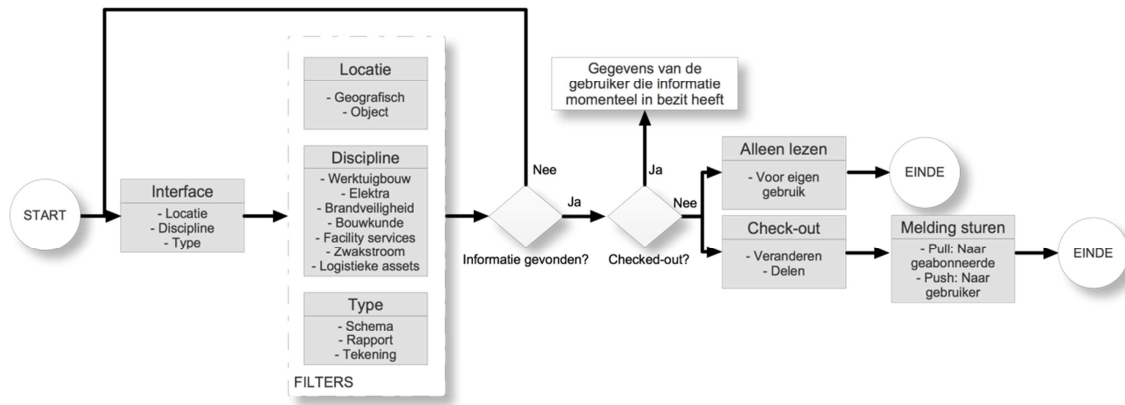 START
Interface
- Locatie
- Discipline
- Type
Locatie
- Geografisch
- Object
Discipline
- Werktuigbouw
- Elektra
- Brandveiligheid
- Bouwkunde
- Facility services
- Zwakstroom
- Logistieke assets
Type
- Schema
- Rapport
- Tekening
FILTERS
Nee
Ja
Informatie gevonden?
Gegevens van de
gebruiker die informatie
momenteel in bezit heeft
Ja
Nee
Checked-out?
Alleen lezen
- Voor eigen
gebruik
EINDE
Check-out
- Veranderen
- Delen
Melding sturen
- Pull: Naar
geabonneerde
- Push: Naar
gebruiker
EINDE